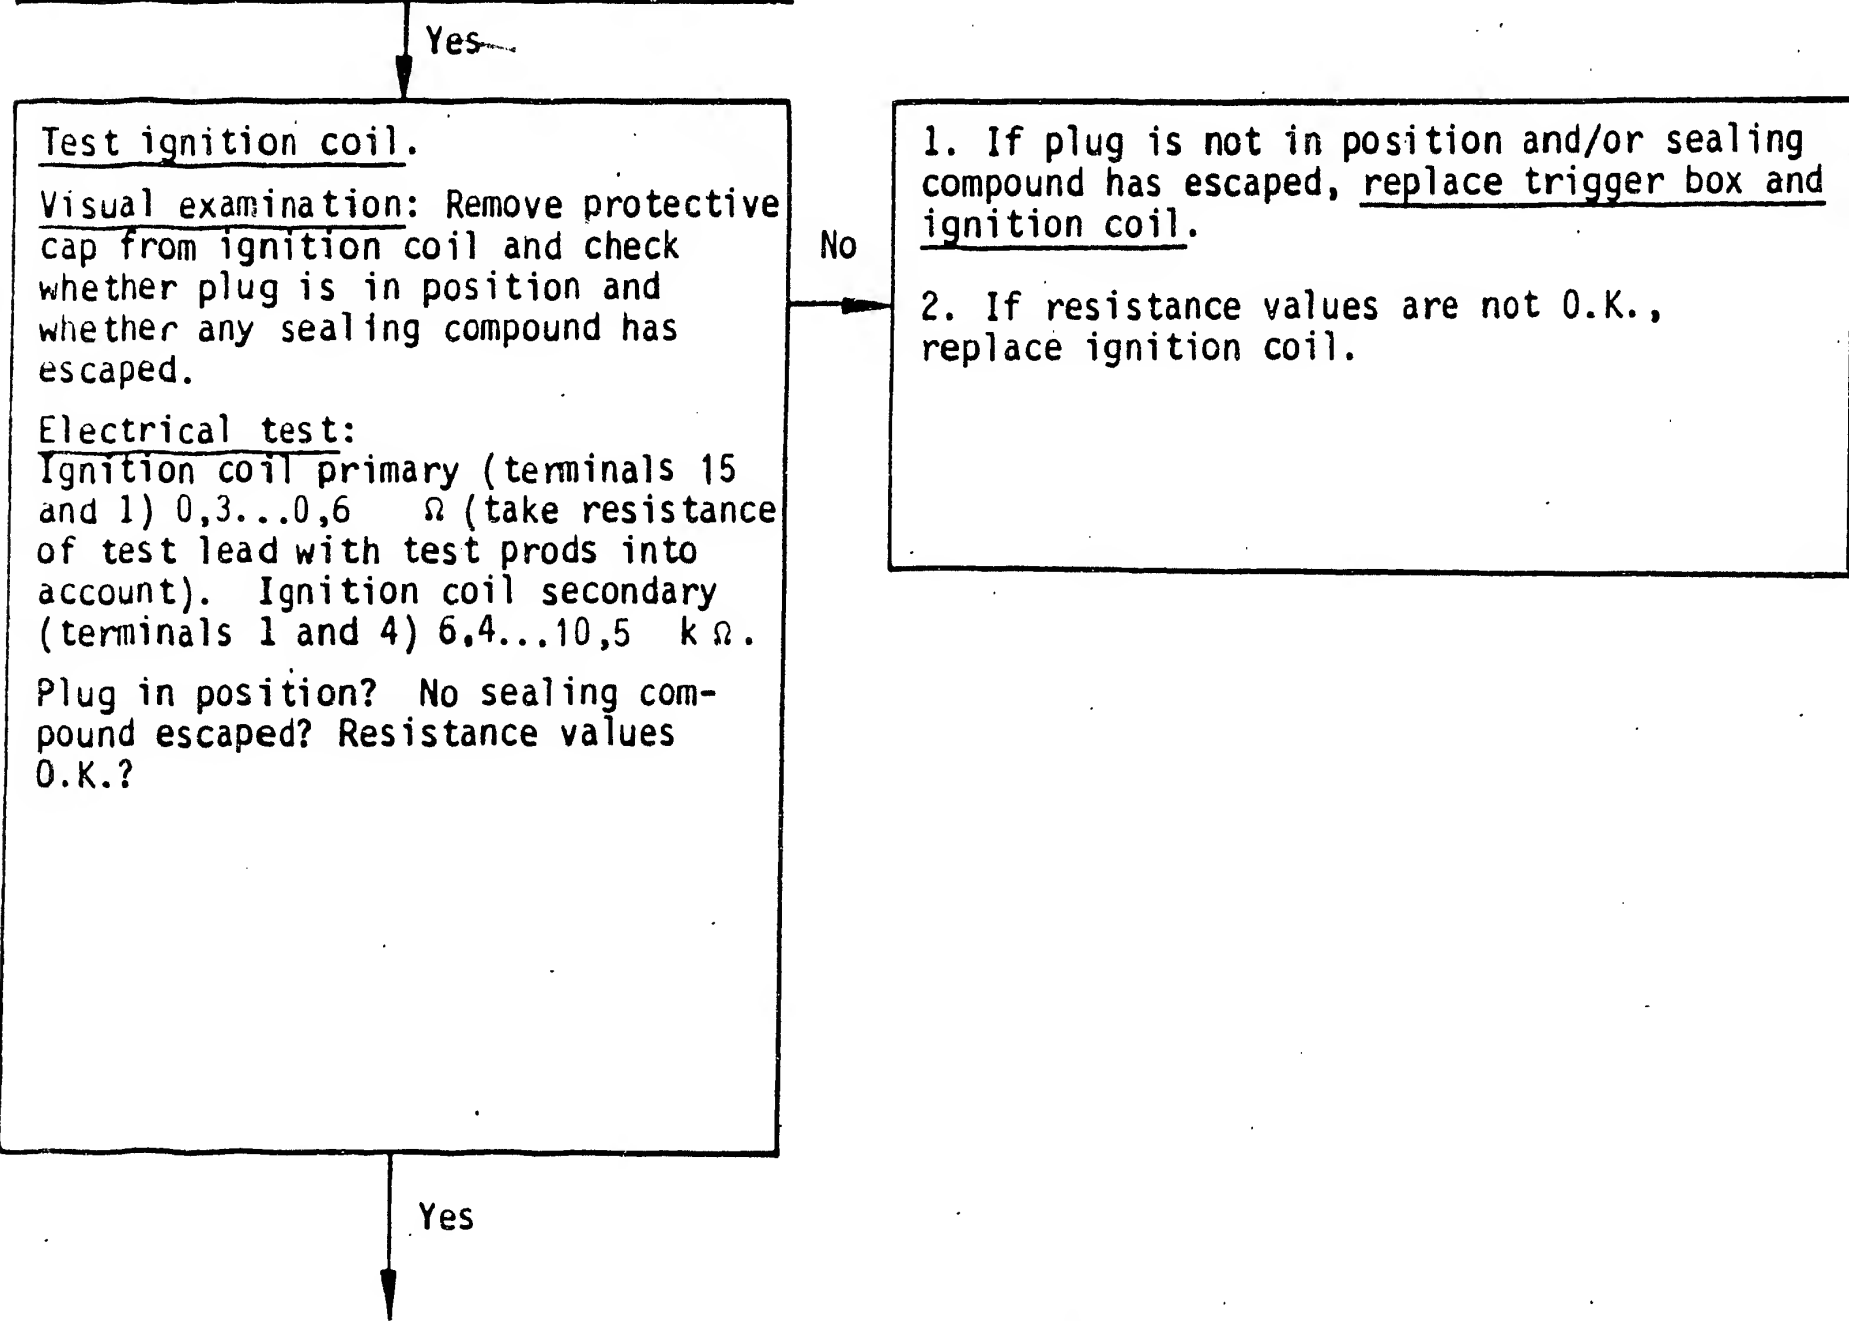 Yes
Test ignition coil.
Visual examination: Remove protective
cap from ignition coil and check
whether plug is in position and
whether any sealing compound has
escaped.
Electrical test:
Ignition coil primary (terminals 15
and 1) 0,3...0,6 Ω (take resistance
of test lead with test prods into
account). Ignition coil secondary
(terminals 1 and 4) 6,4...10,5 k Ω.
Plug in position? No sealing com-
pound escaped? Resistance values
O.K.?
No
1. If plug is not in position and/or sealing
compound has escaped, replace trigger box and
ignition coil.
2. If resistance values are not O.K.,
replace ignition coil.
Yes